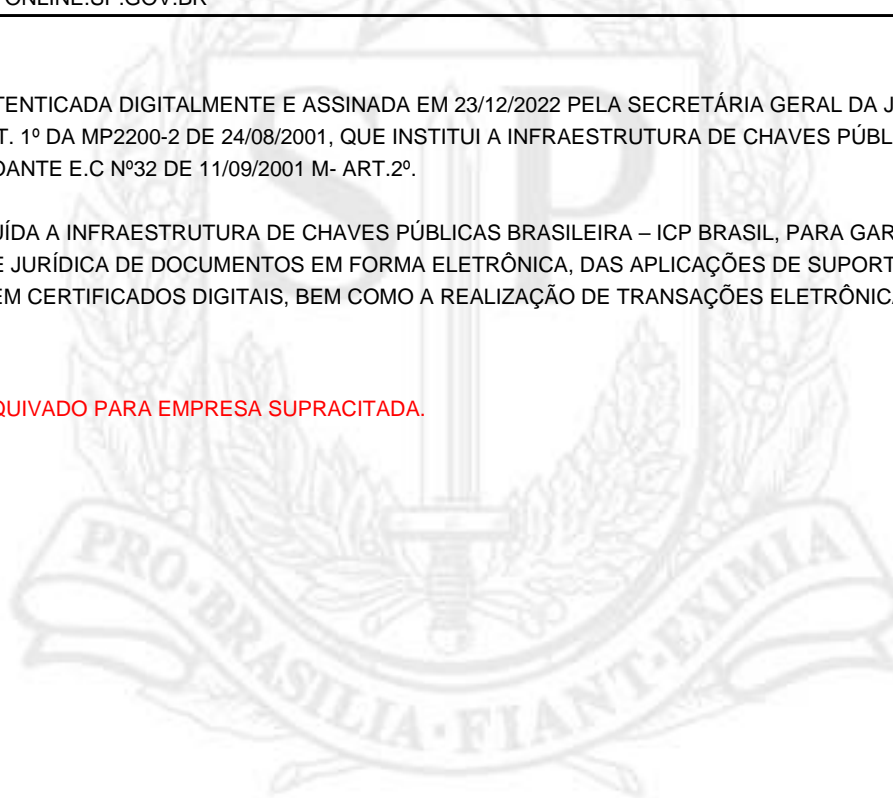 ONLINE.SP.GOV.BR
TENTICADA DIGITALMENTE E ASSINADA EM 23/12/2022 PELA SECRETÁRIA GERAL DA J
T. 1º DA MP2200-2 DE 24/08/2001, QUE INSTITUI A INFRAESTRUTURA DE CHAVES PÚBL
DANTE E.C Nº32 DE 11/09/2001 M- ART.2º.
UÍDA A INFRAESTRUTURA DE CHAVES PÚBLICAS BRASILEIRA – ICP BRASIL, PARA GAR
E JURÍDICA DE DOCUMENTOS EM FORMA ELETRÔNICA, DAS APLICAÇÕES DE SUPORT
EM CERTIFICADOS DIGITAIS, BEM COMO A REALIZAÇÃO DE TRANSAÇÕES ELETRÔNICA
QUIVADO PARA EMPRESA SUPRACITADA.
SP
PRO·BRASILIA·FIANT·EXIMIA